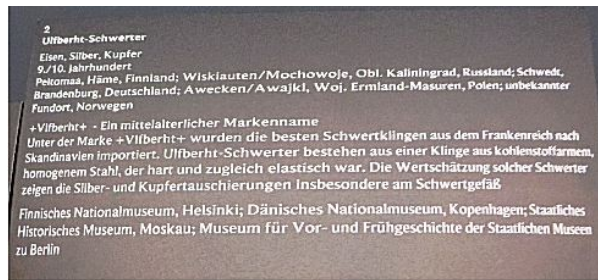 2
Ulfberht-Schwerter
Eisen, Silber, Kupfer
9./10. Jahrhundert
Peltomaa, Häme, Finnland; Wiskiauten/Mochowoje, Obl. Kaliningrad, Russland; Schwedt,
Brandenburg, Deutschland; Awecken/Awajki, Woj. Ermland-Masuren, Polen; unbekannter
Fundort, Norwegen
+Vlfberht+ - Ein mittelalterlicher Markenname
Unter der Marke +Vlfberht+ wurden die besten Schwertklingen aus dem Frankenreich nach
Skandinavien importiert. Ulfberht-Schwerter bestehen aus einer Klinge aus kohlenstoffarmem,
homogenem Stahl, der hart und zugleich elastisch war. Die Wertschätzung solcher Schwerter
zeigen die Silber- und Kupfertauschierungen insbesondere am Schwertgefäß
Finnisches Nationalmuseum, Helsinki; Dänisches Nationalmuseum, Kopenhagen; Staatliches
Historisches Museum, Moskau; Museum für Vor- und Frühgeschichte der Staatlichen Museen
zu Berlin